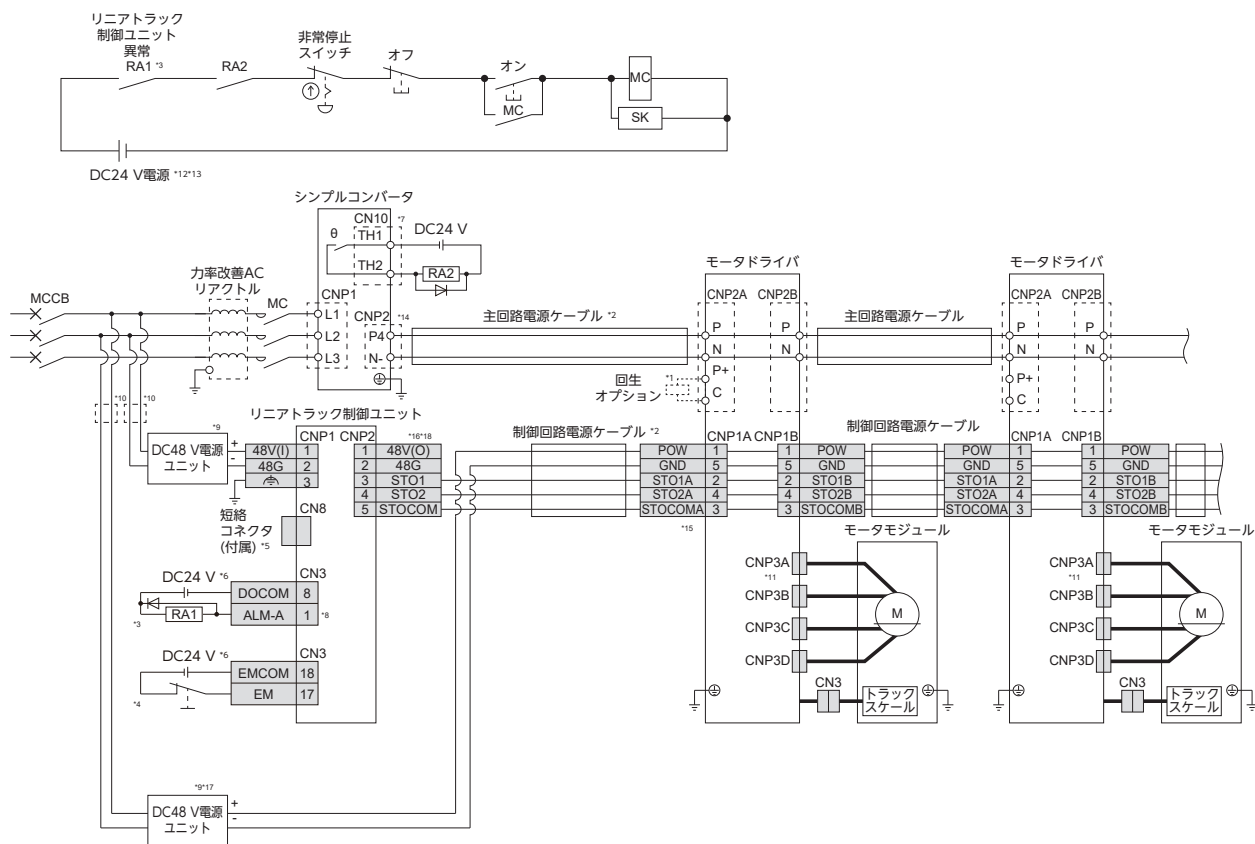 リニアトラック
制御ユニット
異常
RA1 *3
RA2
非常停止
スイッチ
オフ
オン
MC
MC
SK
DC24 V電源 *12*13
シンプルコンバータ
CN10 *7
θ
TH1
TH2
DC24 V
RA2
力率改善AC
リアクトル
MCCB
MC
CNP1
L1
L2
L3
CNP2 *14
P4
N-
主回路電源ケーブル *2
*1
回生
オプション
モータドライバ
CNP2A CNP2B
P P
N N
P+
C
主回路電源ケーブル
モータドライバ
CNP2A CNP2B
P P
N N
P+
C
*10 *10
*9
DC48 V電源
ユニット
+
-
リニアトラック制御ユニット
CNP1 CNP2 *16*18
48V(I) 1 1 48V(O)
48G 2 2 48G
3 3 STO1
4 STO2
5 STOCOM
制御回路電源ケーブル *2
CNP1A CNP1B
POW 1 1 POW
GND 5 5 GND
STO1A 2 2 STO1B
STO2A 4 4 STO2B
STOCOMA 3 3 STOCOMB
*15
制御回路電源ケーブル
CNP1A CNP1B
POW 1 1 POW
GND 5 5 GND
STO1A 2 2 STO1B
STO2A 4 4 STO2B
STOCOMA 3 3 STOCOMB
短絡
コネクタ
(付属) *5
CN8
DC24 V *6
CN3
DOCOM 8
ALM-A 1 *8
RA1
*3
DC24 V *6
CN3
EMCOM 18
EM 17
*4
モータモジュール
CNP3A
*11
CNP3B
CNP3C
CNP3D
M
CN3
トラック
スケール
モータモジュール
CNP3A
*11
CNP3B
CNP3C
CNP3D
M
CN3
トラック
スケール
*9*17
DC48 V電源
ユニット
+
-